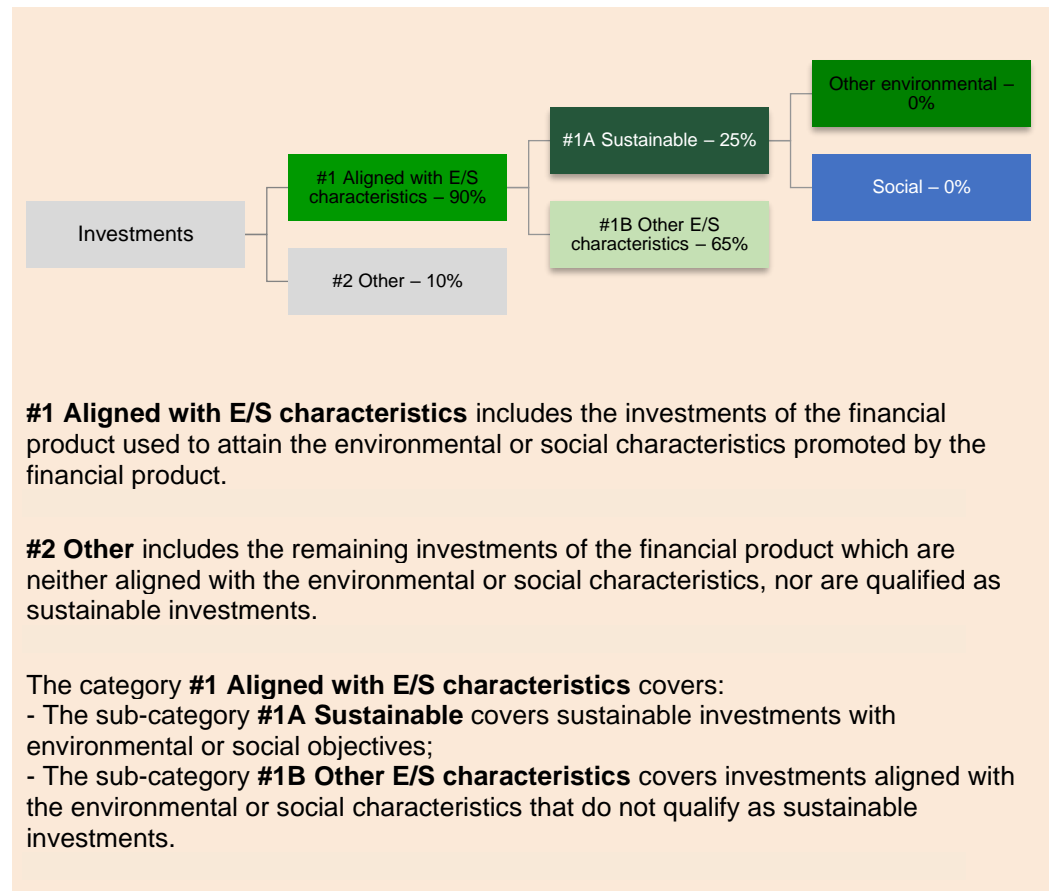 Other environmental –
0%
#1A Sustainable – 25%
#1 Aligned with E/S
characteristics – 90%
Social – 0%
Investments
#1B Other E/S
characteristics – 65%
#2 Other – 10%
#1 Aligned with E/S characteristics includes the investments of the financial
product used to attain the environmental or social characteristics promoted by the
financial product.
#2 Other includes the remaining investments of the financial product which are
neither aligned with the environmental or social characteristics, nor are qualified as
sustainable investments.
The category #1 Aligned with E/S characteristics covers:
- The sub-category #1A Sustainable covers sustainable investments with
environmental or social objectives;
- The sub-category #1B Other E/S characteristics covers investments aligned with
the environmental or social characteristics that do not qualify as sustainable
investments.